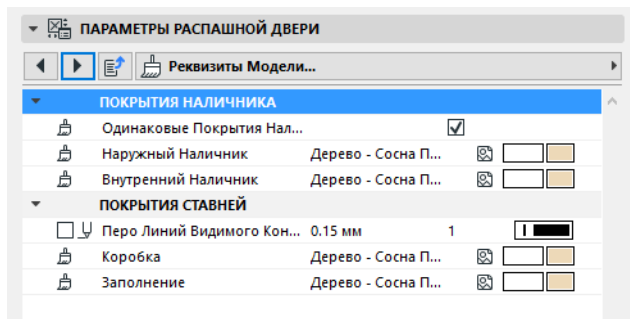 ПАРАМЕТРЫ РАСПАШНОЙ ДВЕРИ
Реквизиты Модели...
ПОКРЫТИЯ НАЛИЧНИКА
Одинаковые Покрытия Нал...
Наружный Наличник Дерево - Сосна П...
Внутренний Наличник Дерево - Сосна П...
ПОКРЫТИЯ СТАВНЕЙ
Перо Линий Видимого Кон... 0.15 мм 1
Коробка Дерево - Сосна П...
Заполнение Дерево - Сосна П...